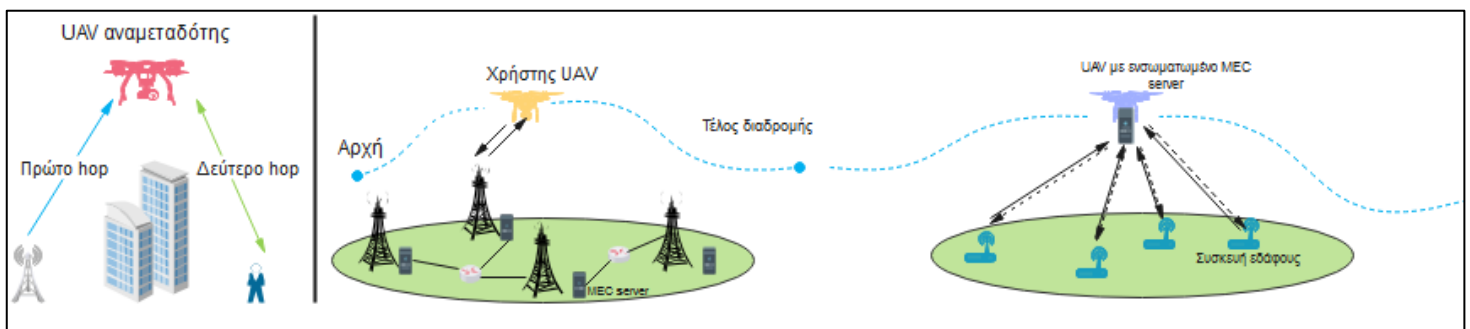 UAV αναμεταδότης
Πρώτο hop
Δεύτερο hop
Χρήστης UAV
Αρχή
Τέλος διαδρομής
MEC server
UAV με ενσωματωμένο MEC
server
Συσκευή εδάφους